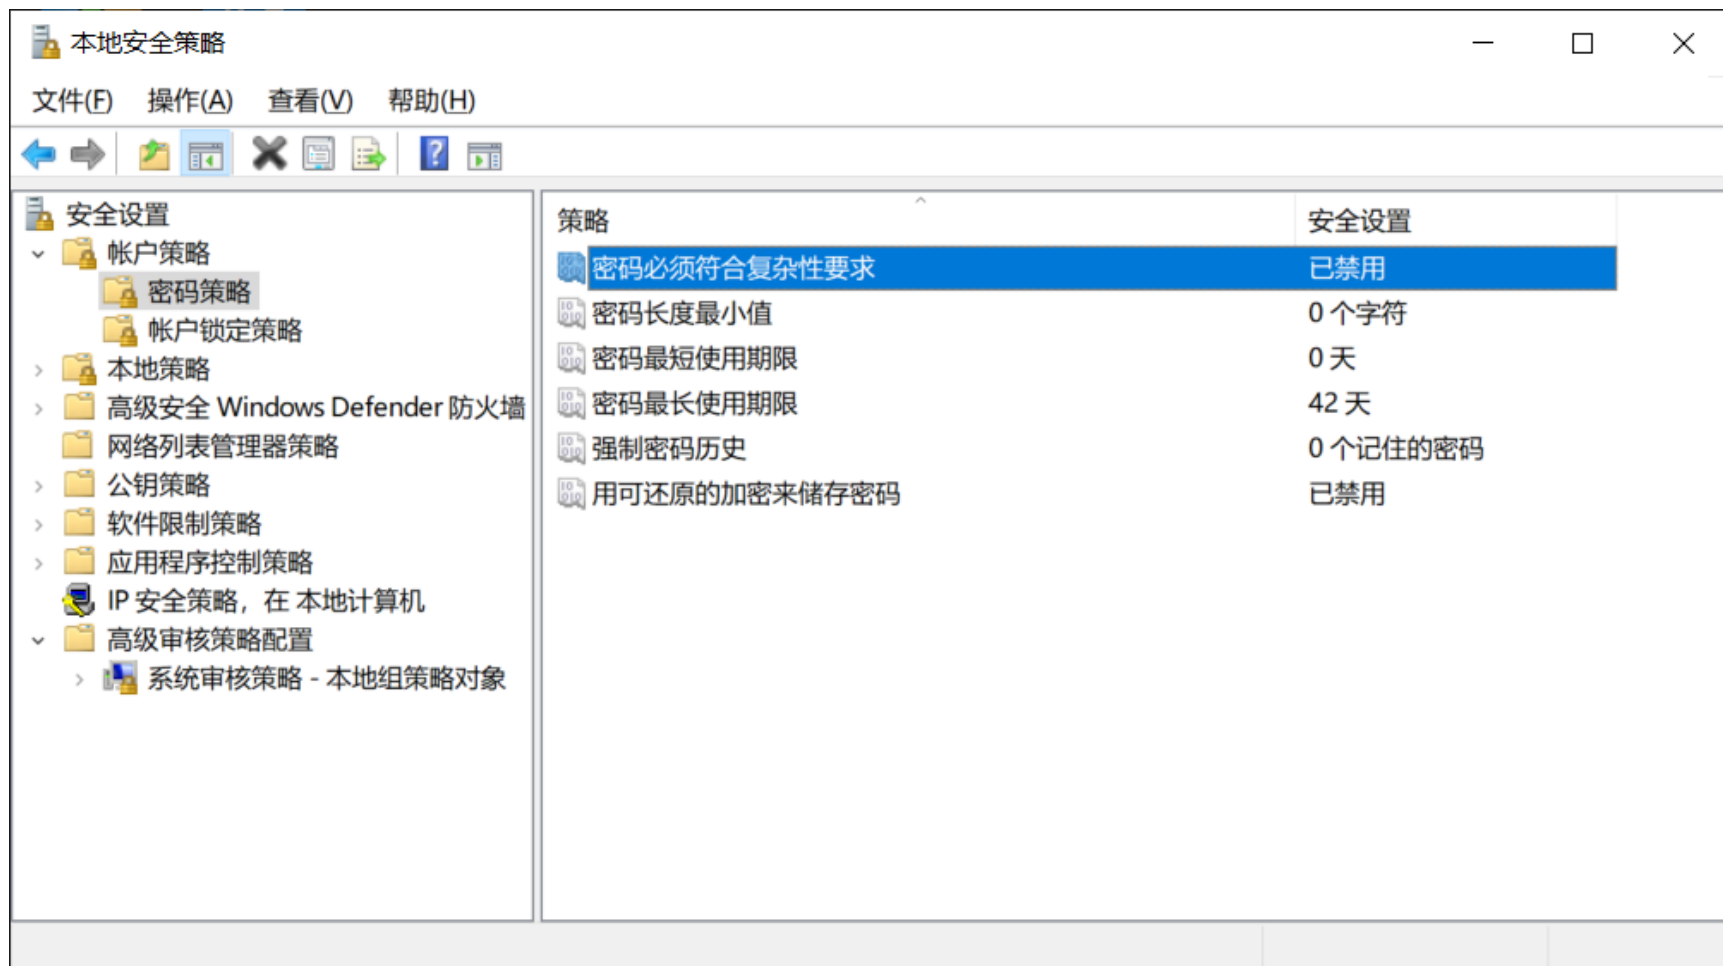 本地安全策略
文件(F) 操作(A) 查看(V) 帮助(H)
安全设置
帐户策略
密码策略
帐户锁定策略
本地策略
高级安全 Windows Defender 防火墙
网络列表管理器策略
公钥策略
软件限制策略
应用程序控制策略
IP 安全策略，在 本地计算机
高级审核策略配置
系统审核策略 - 本地组策略对象
策略 安全设置
密码必须符合复杂性要求 已禁用
密码长度最小值 0 个字符
密码最短使用期限 0 天
密码最长使用期限 42 天
强制密码历史 0 个记住的密码
用可还原的加密来储存密码 已禁用